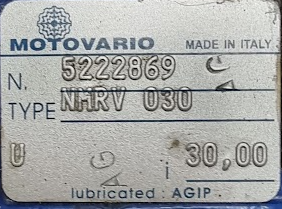 MOTOVARIO MADE IN ITALY
N. 5222869
TYPE NMRV 030
U i 30,00
lubricated : AGIP